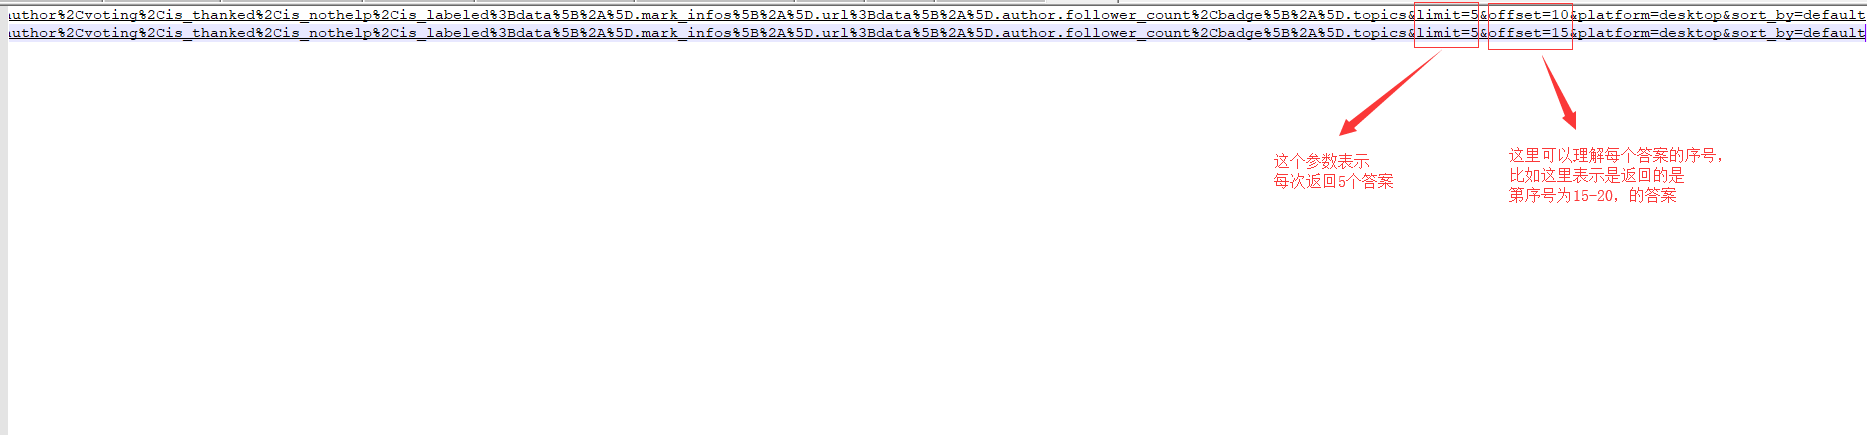 author%2Cvoting%2Cis_thanked%2Cis_nothelp%2Cis_labeled%3Bdata%5B%2A%5D.mark_infos%5B%2A%5D.url%3Bdata%5B%2A%5D.author.follower_count%2Cbadge%5B%2A%5D.topics&limit=5&offset=10&platform=desktop&sort_by=default
author%2Cvoting%2Cis_thanked%2Cis_nothelp%2Cis_labeled%3Bdata%5B%2A%5D.mark_infos%5B%2A%5D.url%3Bdata%5B%2A%5D.author.follower_count%2Cbadge%5B%2A%5D.topics&limit=5&offset=15&platform=desktop&sort_by=default
这个参数表示
每次返回5个答案
这里可以理解每个答案的序号，
比如这里表示是返回的是
第序号为15-20，的答案